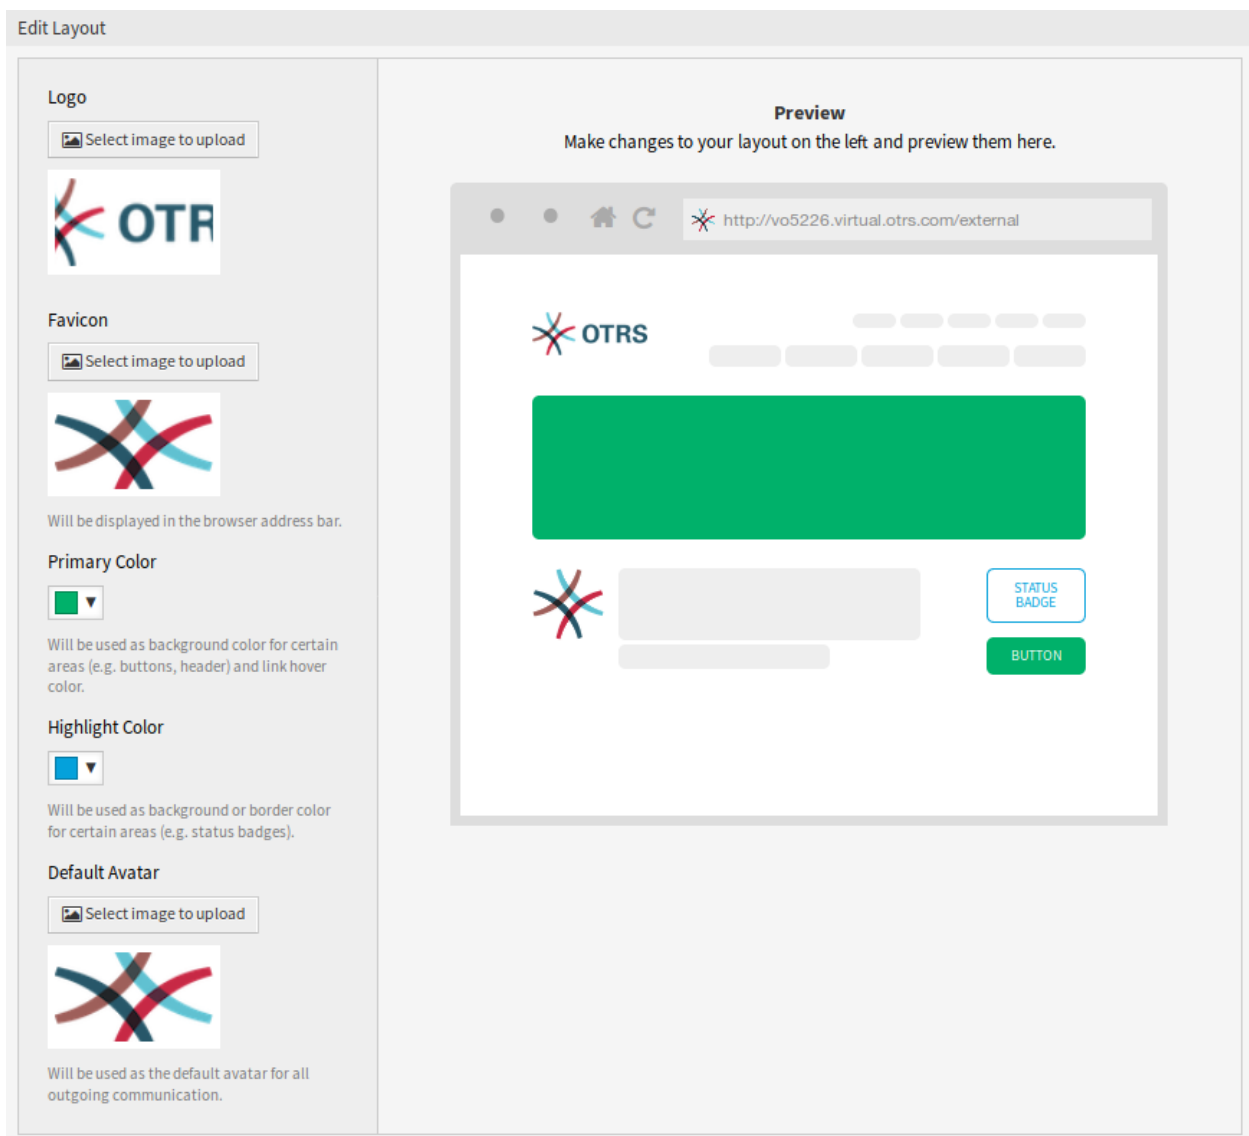 Edit Layout
Logo
Select image to upload
OTR
Favicon
Select image to upload
Will be displayed in the browser address bar.
Primary Color
Will be used as background color for certain
areas (e.g. buttons, header) and link hover
color.
Highlight Color
Will be used as background or border color
for certain areas (e.g. status badges).
Default Avatar
Select image to upload
Will be used as the default avatar for all
outgoing communication.
Preview
Make changes to your layout on the left and preview them here.
http://vo5226.virtual.otrs.com/external
OTRS
STATUS
BADGE
BUTTON